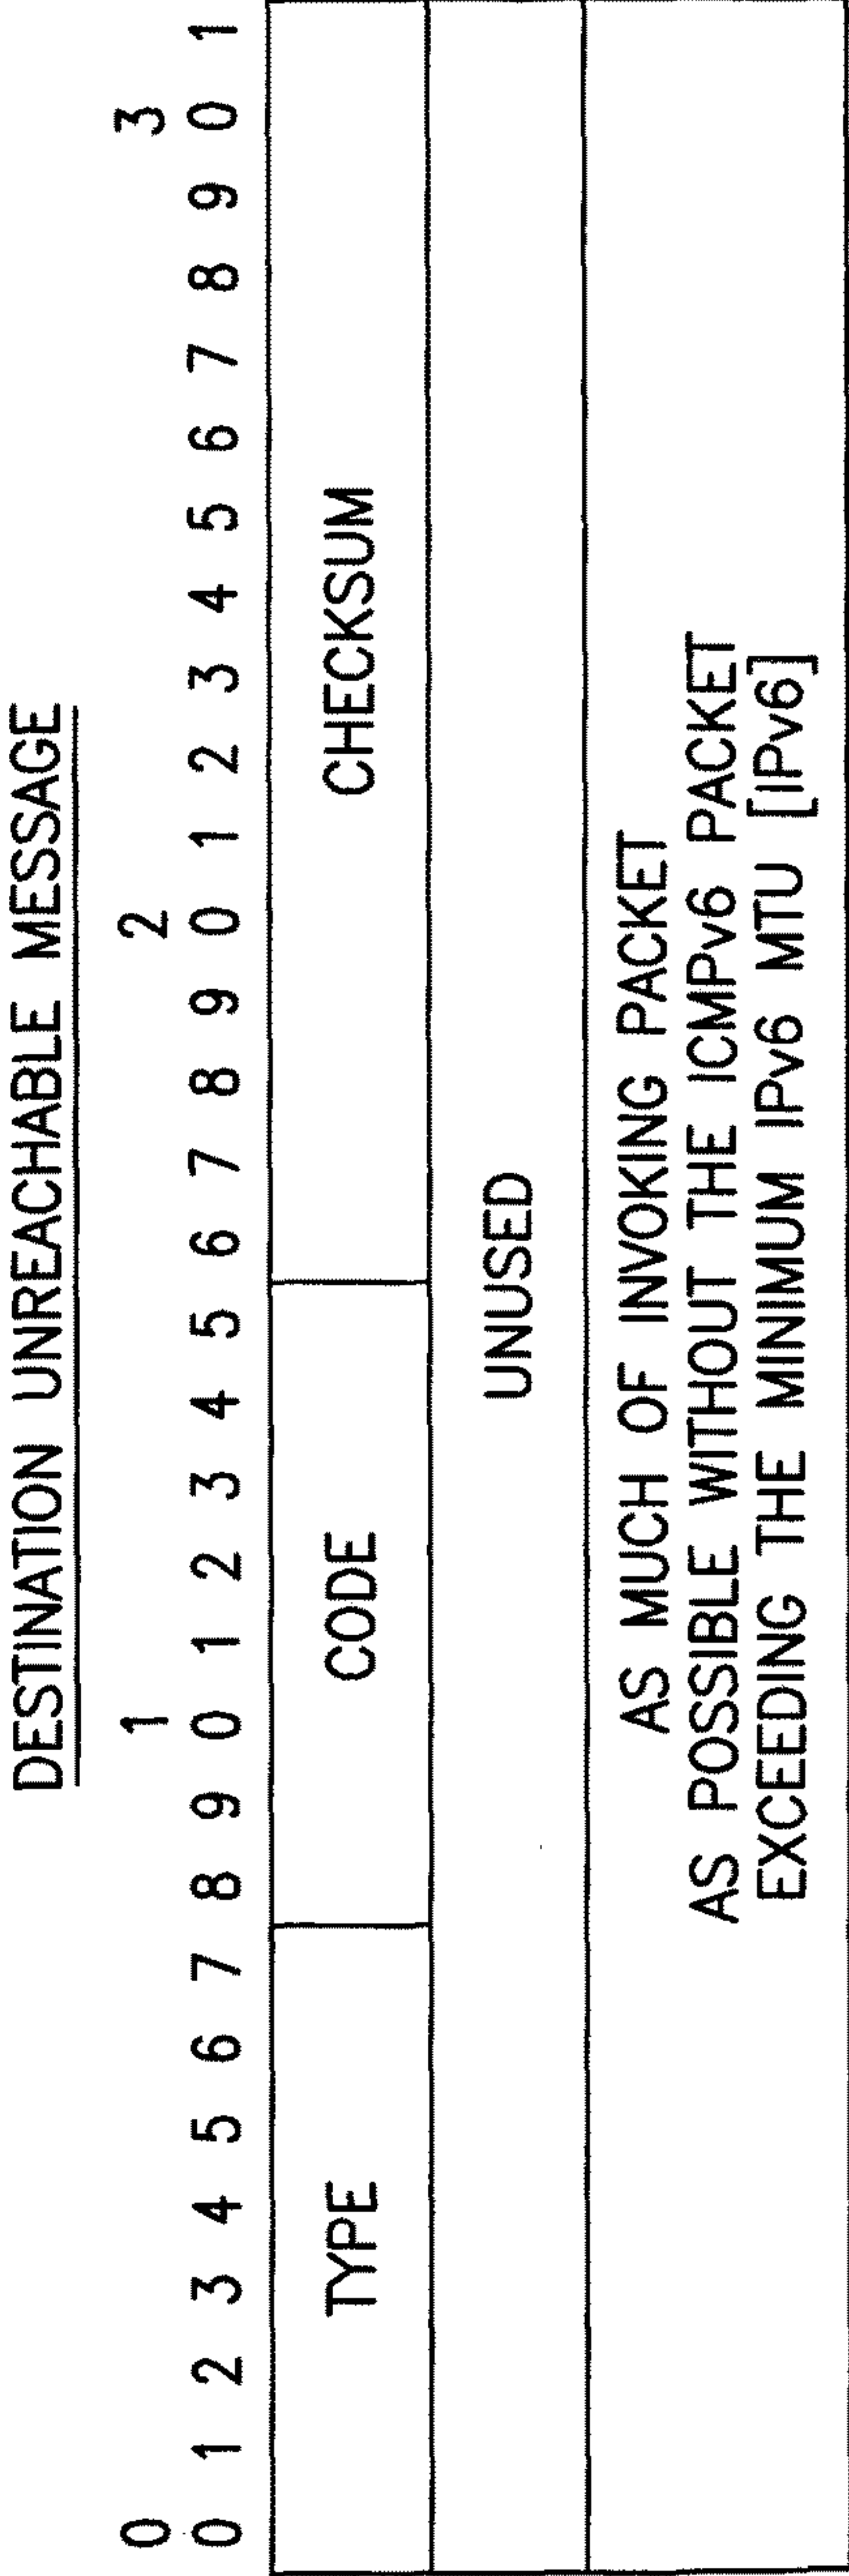 DESTINATION UNREACHABLE MESSAGE
0 1 2 3
0 1 2 3 4 5 6 7 8 9 0 1 2 3 4 5 6 7 8 9 0 1 2 3 4 5 6 7 8 9 0 1
TYPE CODE CHECKSUM
UNUSED
AS MUCH OF INVOKING PACKET
AS POSSIBLE WITHOUT THE ICMPv6 PACKET
EXCEEDING THE MINIMUM IPv6 MTU [IPv6]